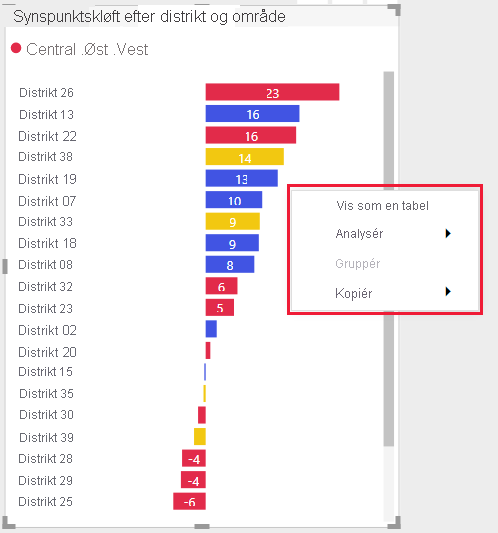 Synspunktskløft efter distrikt og område
Central .Øst .Vest
Distrikt 26 23
Distrikt 13 16
Distrikt 22 16
Distrikt 38 14
Distrikt 19 13
Distrikt 07 10
Distrikt 33 9
Distrikt 18 9
Distrikt 08 8
Distrikt 32 6
Distrikt 23 5
Distrikt 02
Distrikt 20
Distrikt 15
Distrikt 35
Distrikt 30
Distrikt 39
Distrikt 28 -4
Distrikt 29 -4
Distrikt 25 -6
Vis som en tabel
Analysér
Gruppér
Kopiér